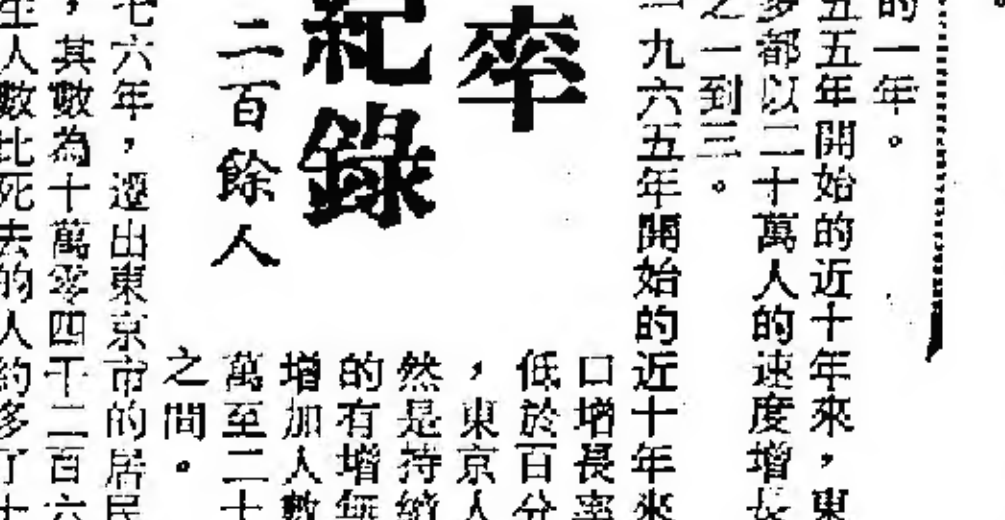 的一年。
五五年開始的近十年來，東
多都以二十萬人的速度增長
之一到三。
一九六五年開始的近十年來
率
口增長率
低於百分
，東京人
紀錄
然是持續
的有增無
二百餘人
增加人數
萬至二十
之間。
七六年，遷出東京市的居民
，其數為十萬零四千二百六
生人數比死去的人約多了十